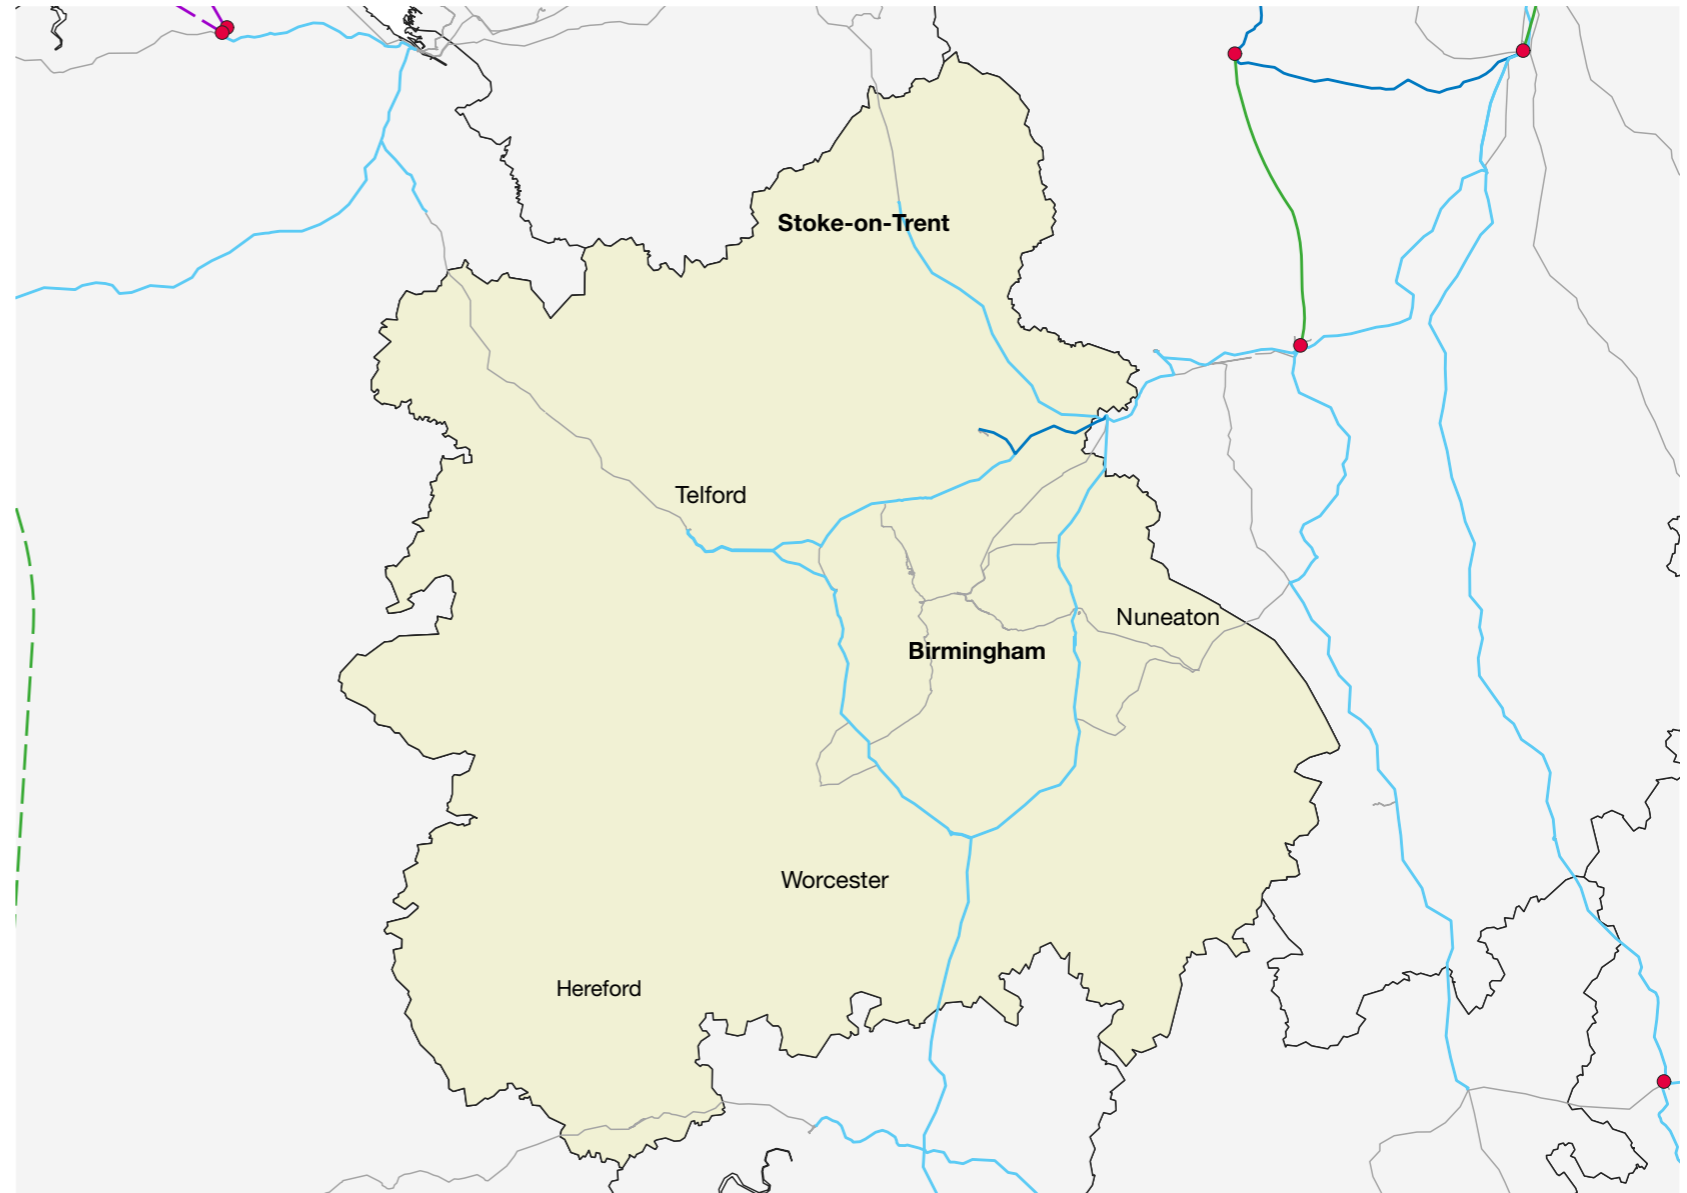 Stoke-on-Trent
Telford
Nuneaton
Birmingham
Worcester
Hereford